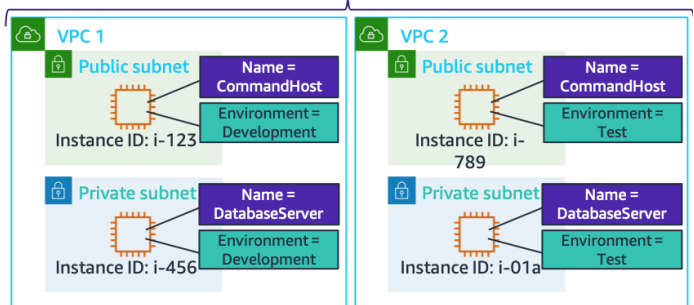 VPC 1
Public subnet
Name =
CommandHost
Environment =
Development
Instance ID: i-123
Private subnet
Name =
DatabaseServer
Environment =
Development
Instance ID: i-456
VPC 2
Public subnet
Name =
CommandHost
Environment =
Test
Instance ID: i-
789
Private subnet
Name =
DatabaseServer
Environment =
Test
Instance ID: i-01a